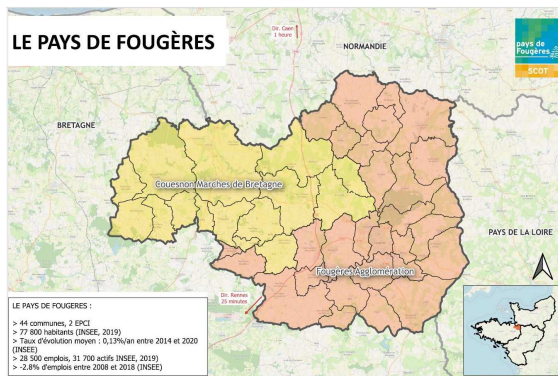 LE PAYS DE FOUGÈRES
Dir. Caen
1 heure
NORMANDIE
pays de
Fougères
SCOT
BRETAGNE
Couesnon Marches de Bretagne
PAYS DE LA LOIRE
Fougères Agglomération
Dir. Rennes
25 minutes
LE PAYS DE FOUGERES :
> 44 communes, 2 EPCI
> 77 800 habitants (INSEE, 2019)
> Taux d'évolution moyen : 0,13%/an entre 2014 et 2020
(INSEE)
> 28 500 emplois, 31 700 actifs INSEE, 2019)
> -2.8% d'emplois entre 2008 et 2018 (INSEE)